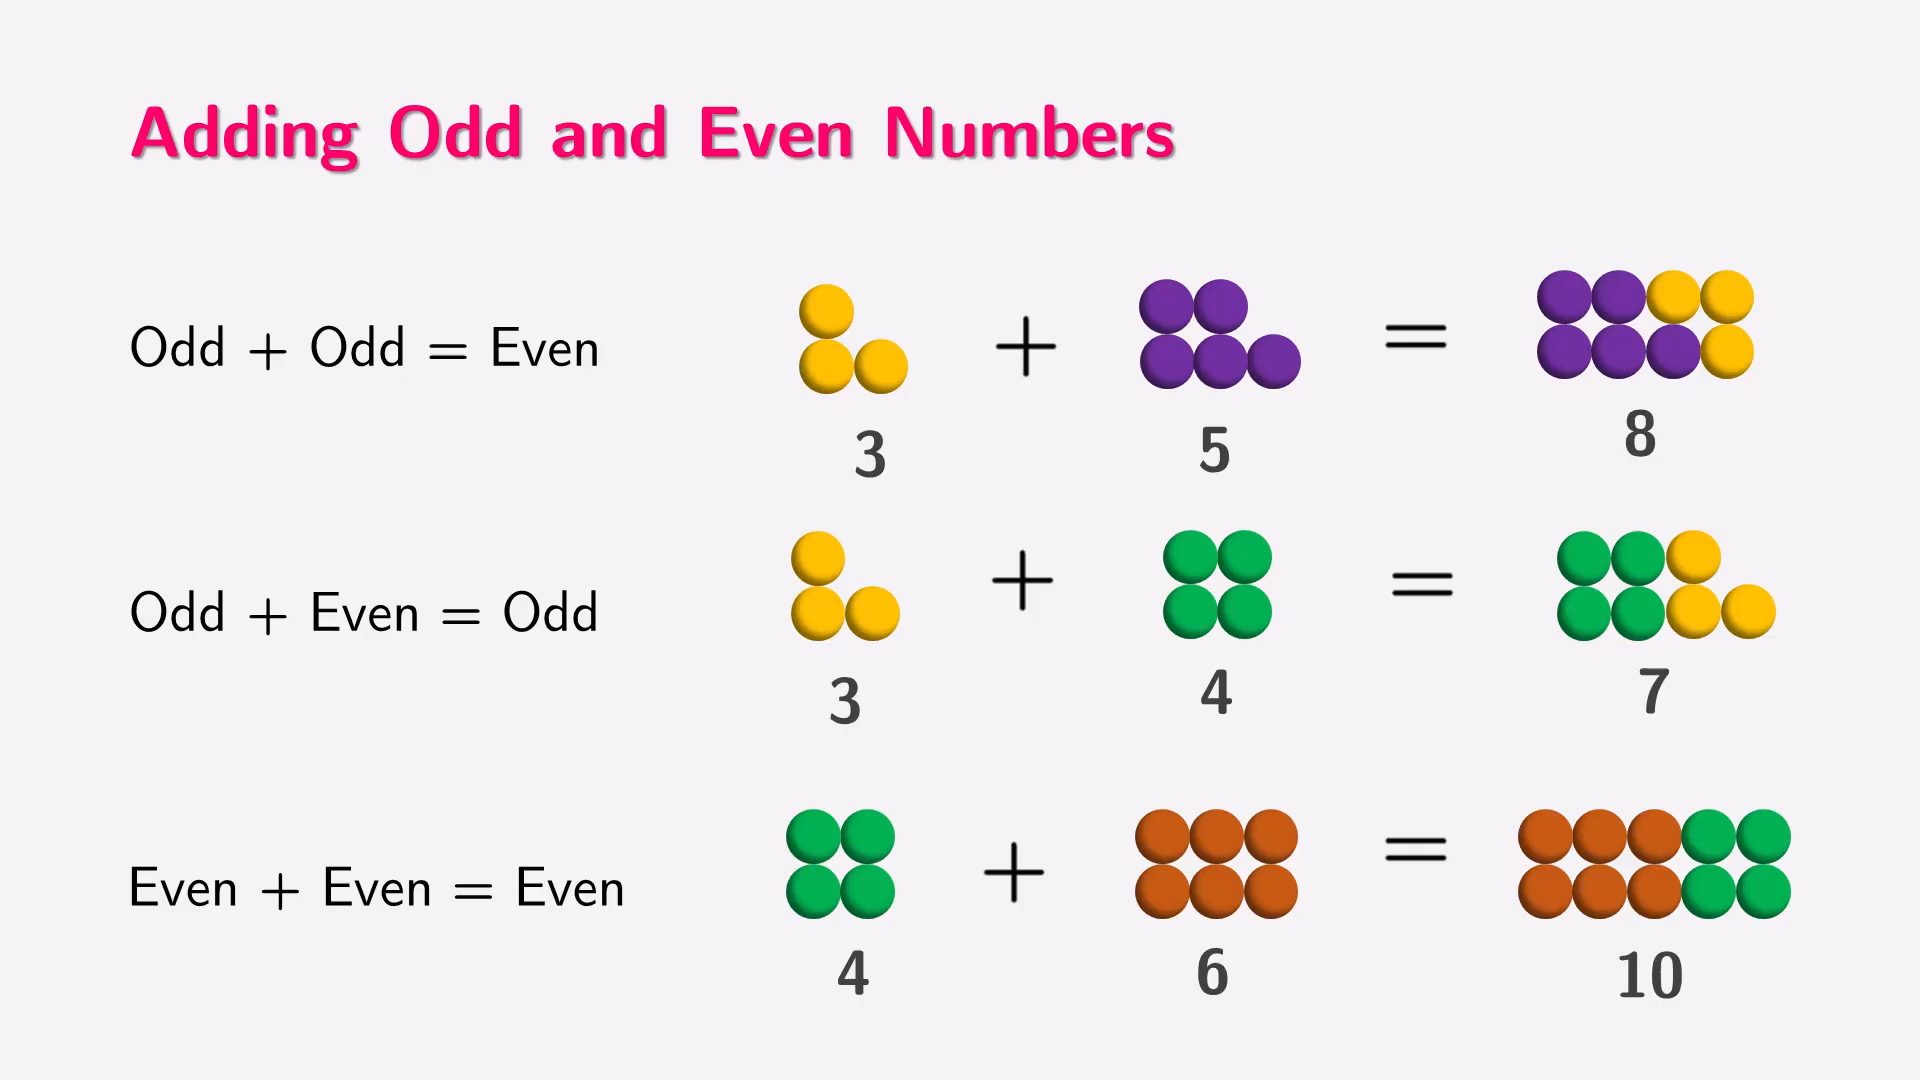 Adding Odd and Even Numbers
Odd + Odd = Even
+ =
3 5 8
Odd + Even = Odd
+ =
3 4 7
Even + Even = Even
+ =
4 6 10